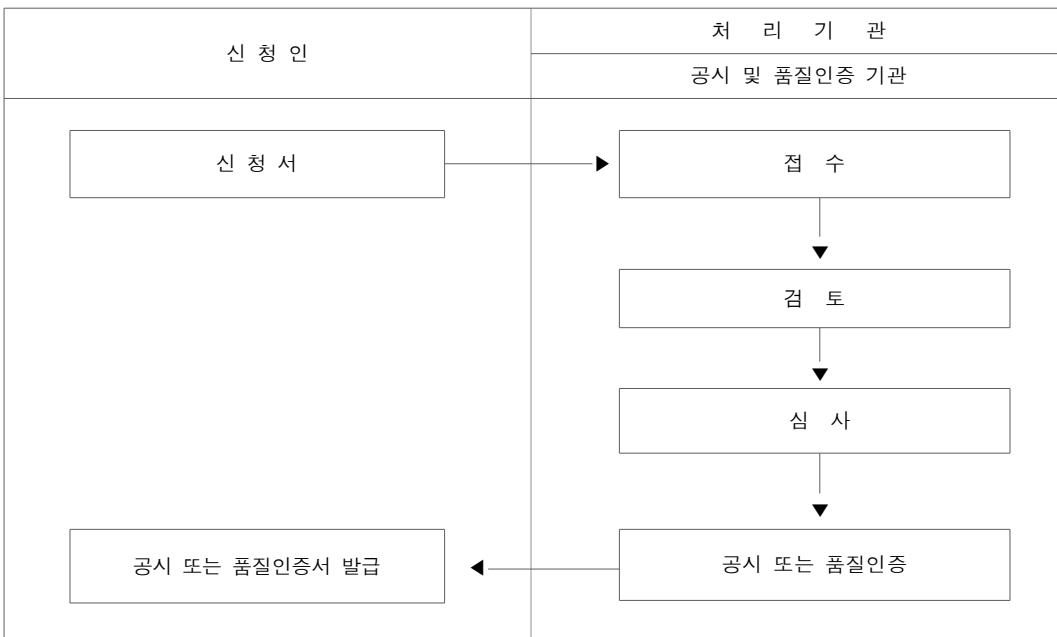 신 청 인
처 리 기 관
공시 및 품질인증 기관
신 청 서
접 수
검 토
심 사
공시 또는 품질인증서 발급
공시 또는 품질인증